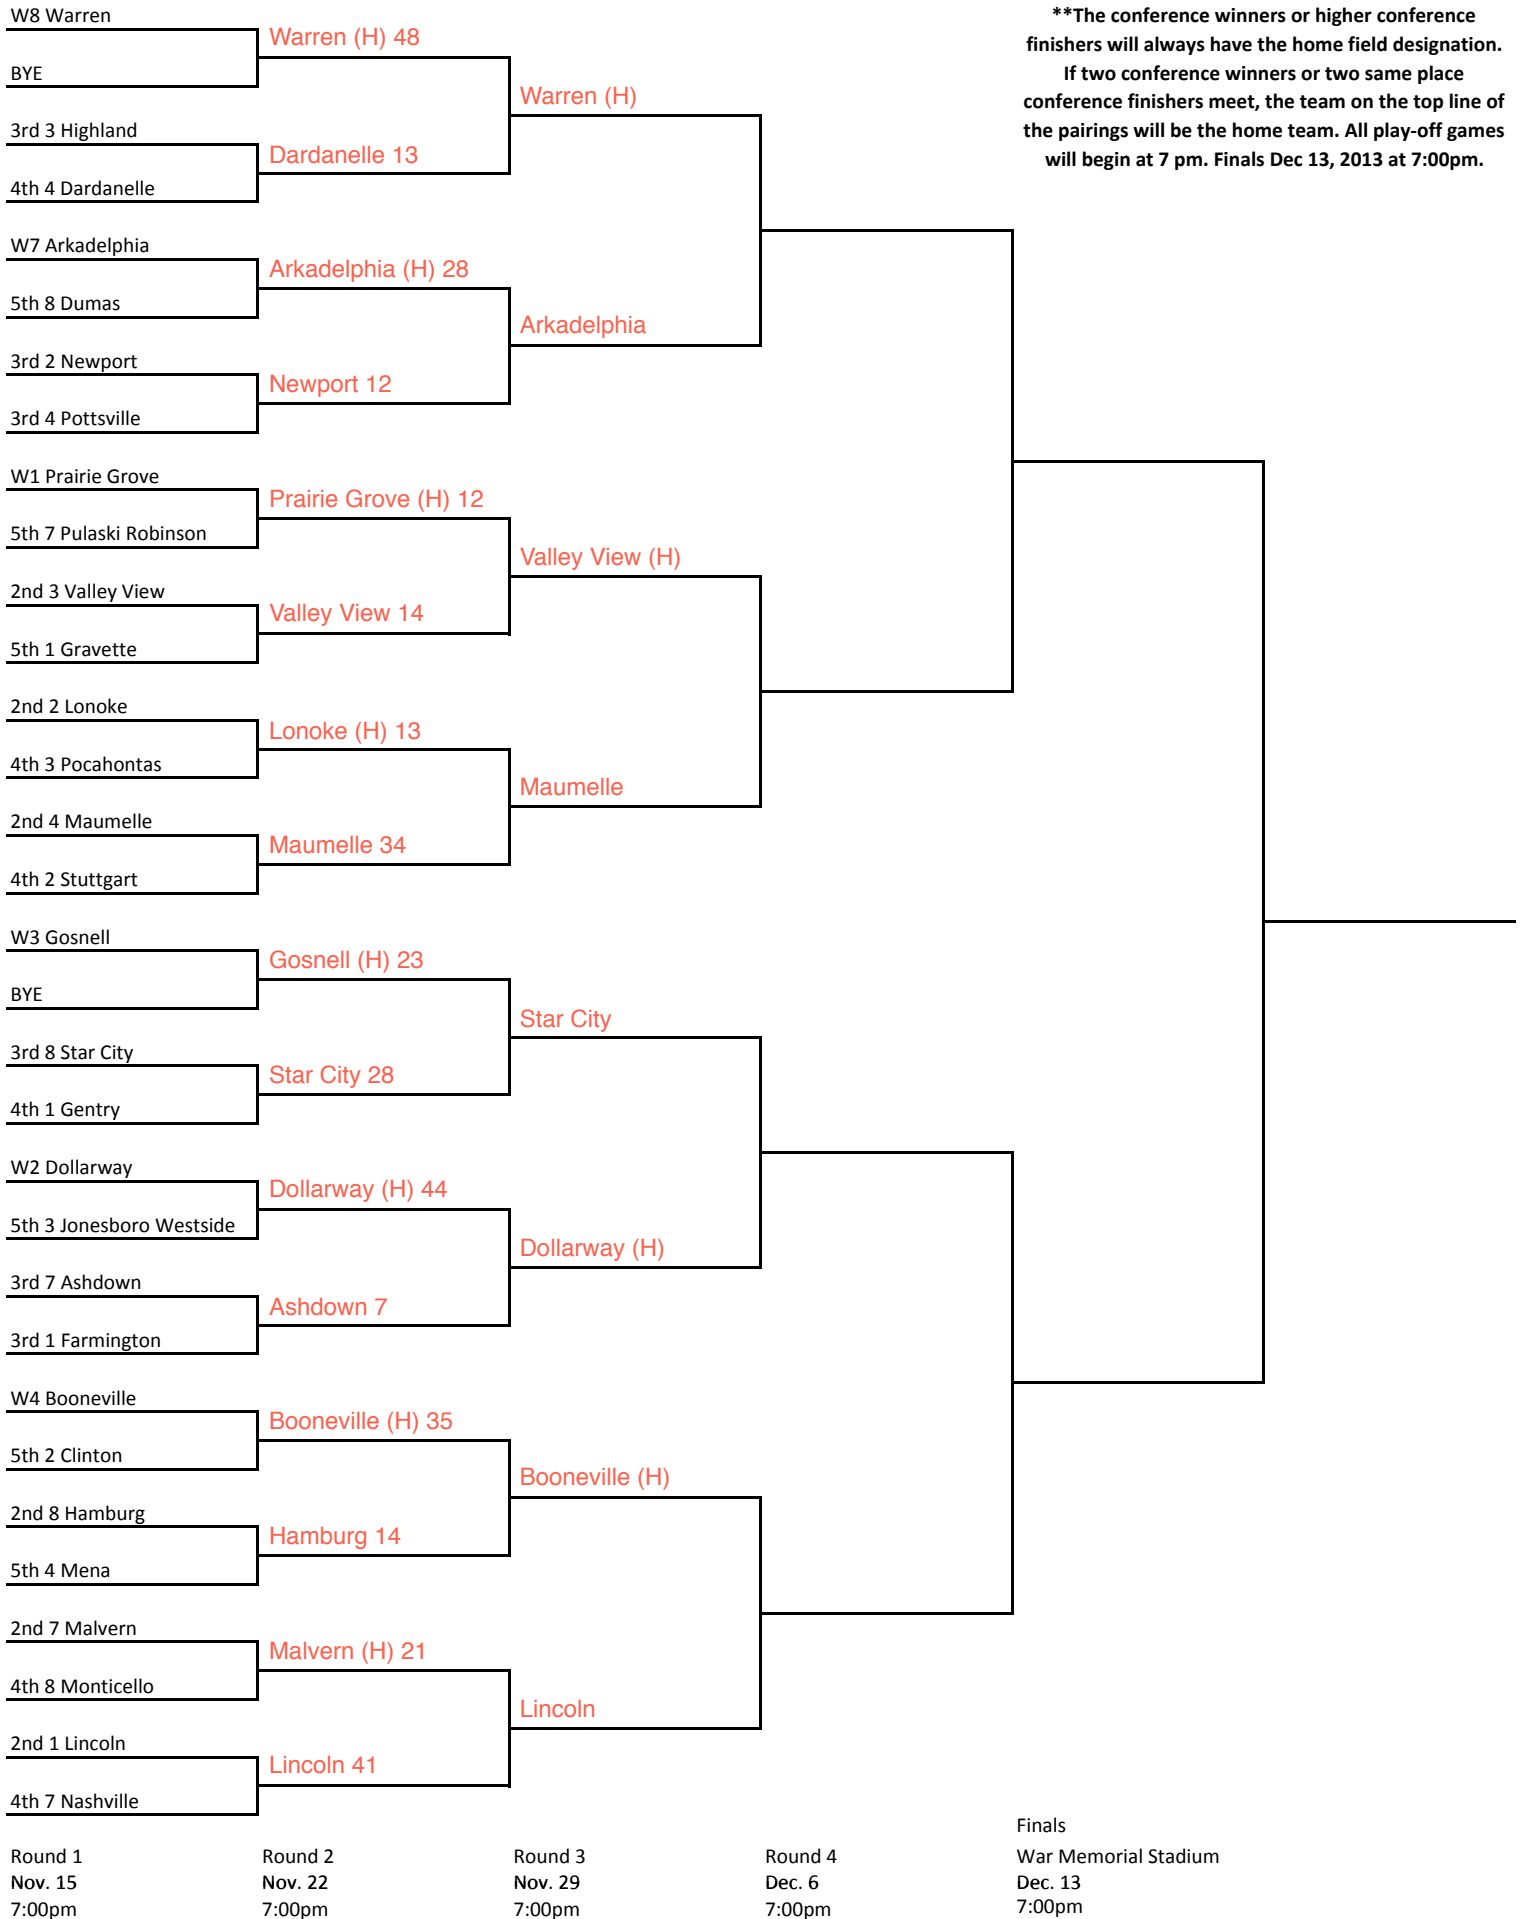 W8 Warren
BYE
3rd 3 Highland
4th 4 Dardanelle
W7 Arkadelphia
5th 8 Dumas
3rd 2 Newport
3rd 4 Pottsville
W1 Prairie Grove
5th 7 Pulaski Robinson
2nd 3 Valley View
5th 1 Gravette
2nd 2 Lonoke
4th 3 Pocahontas
2nd 4 Maumelle
4th 2 Stuttgart
W3 Gosnell
BYE
3rd 8 Star City
4th 1 Gentry
W2 Dollarway
5th 3 Jonesboro Westside
3rd 7 Ashdown
3rd 1 Farmington
W4 Booneville
5th 2 Clinton
2nd 8 Hamburg
5th 4 Mena
2nd 7 Malvern
4th 8 Monticello
2nd 1 Lincoln
4th 7 Nashville
Round 1
Nov. 15
7:00pm
Warren (H) 48
Dardanelle 13
Arkadelphia (H) 28
Newport 12
Prairie Grove (H) 12
Valley View 14
Lonoke (H) 13
Maumelle 34
Gosnell (H) 23
Star City 28
Dollarway (H) 44
Ashdown 7
Booneville (H) 35
Hamburg 14
Malvern (H) 21
Lincoln 41
Round 2
Nov. 22
7:00pm
Warren (H)
Arkadelphia
Valley View (H)
Maumelle
Star City
Dollarway (H)
Booneville (H)
Lincoln
Round 3
Nov. 29
7:00pm
Round 4
Dec. 6
7:00pm
**The conference winners or higher conference
finishers will always have the home field designation.
If two conference winners or two same place
conference finishers meet, the team on the top line of
the pairings will be the home team. All play-off games
will begin at 7 pm. Finals Dec 13, 2013 at 7:00pm.
Finals
War Memorial Stadium
Dec. 13
7:00pm